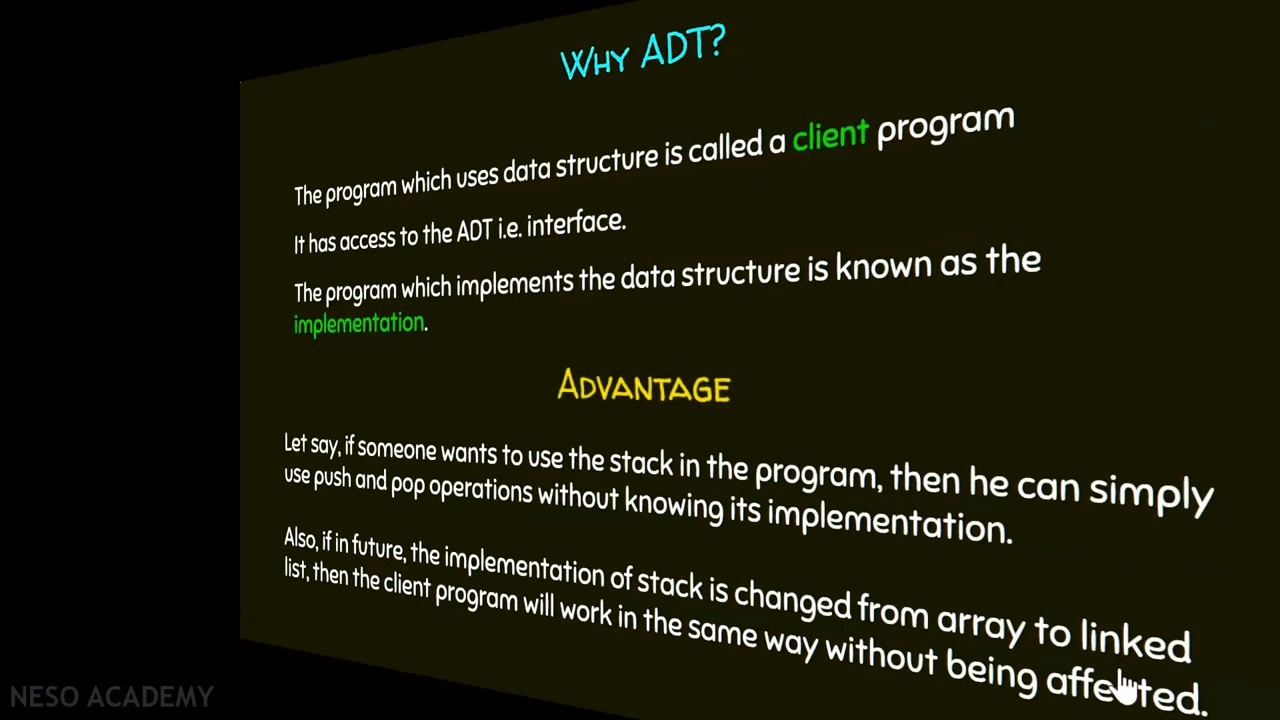 Why ADT?
The program which uses data structure is called a client program
It has access to the ADT i.e. interface.
The program which implements the data structure is known as the
implementation.
Advantage
Let say, if someone wants to use the stack in the program, then he can simply
use push and pop operations without knowing its implementation.
Also, if in future, the implementation of stack is changed from array to linked
list, then the client program will work in the same way without being affected.
NESO ACADEMY